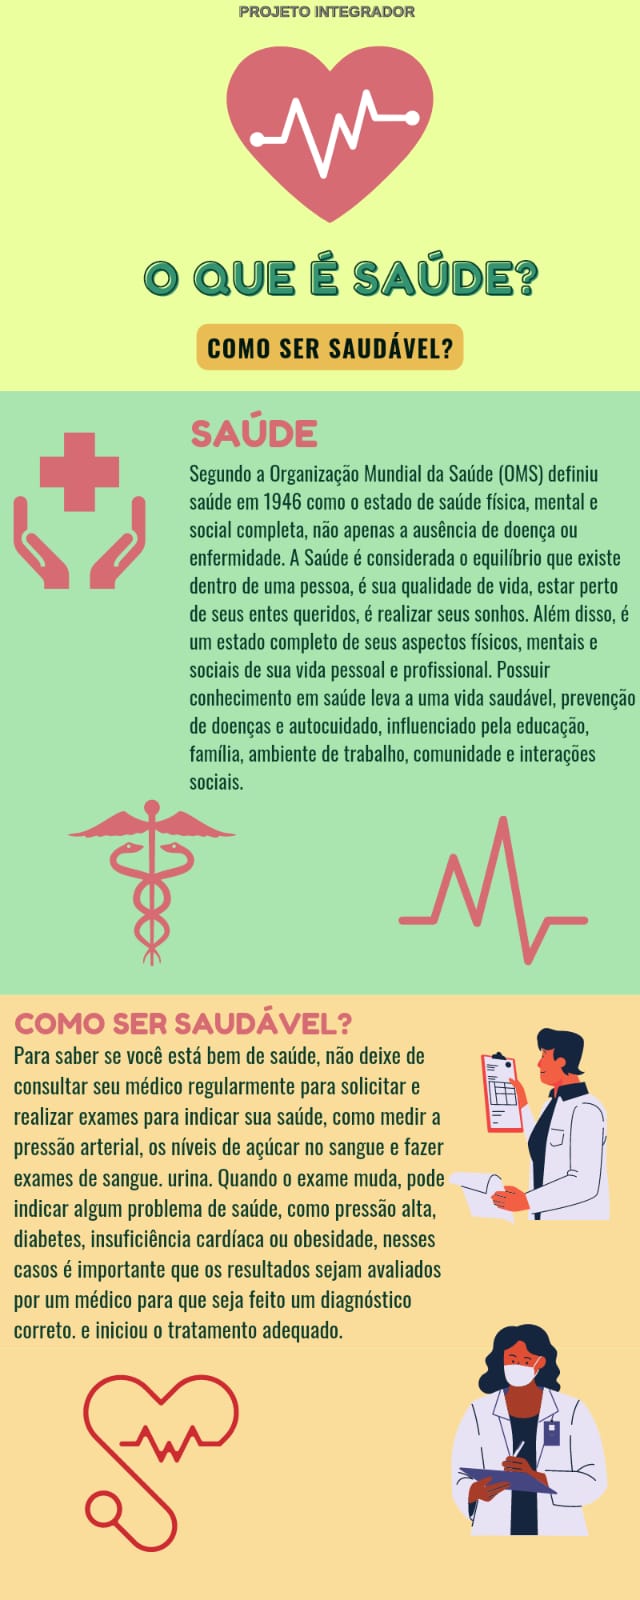 PROJETO INTEGRADOR
O QUE É SAÚDE?
COMO SER SAUDÁVEL?
SAÚDE
Segundo a Organização Mundial da Saúde (OMS) definiu
saúde em 1946 como o estado de saúde física, mental e
social completa, não apenas a ausência de doença ou
enfermidade. A Saúde é considerada o equilíbrio que existe
dentro de uma pessoa, é sua qualidade de vida, estar perto
de seus entes queridos, é realizar seus sonhos. Além disso, é
um estado completo de seus aspectos físicos, mentais e
sociais de sua vida pessoal e profissional. Possuir
conhecimento em saúde leva a uma vida saudável, prevenção
de doenças e autocuidado, influenciado pela educação,
família, ambiente de trabalho, comunidade e interações
sociais.
COMO SER SAUDÁVEL?
Para saber se você está bem de saúde, não deixe de
consultar seu médico regularmente para solicitar e
realizar exames para indicar sua saúde, como medir a
pressão arterial, os níveis de açúcar no sangue e fazer
exames de sangue. urina. Quando o exame muda, pode
indicar algum problema de saúde, como pressão alta,
diabetes, insuficiência cardíaca ou obesidade, nesses
casos é importante que os resultados sejam avaliados
por um médico para que seja feito um diagnóstico
correto. e iniciou o tratamento adequado.